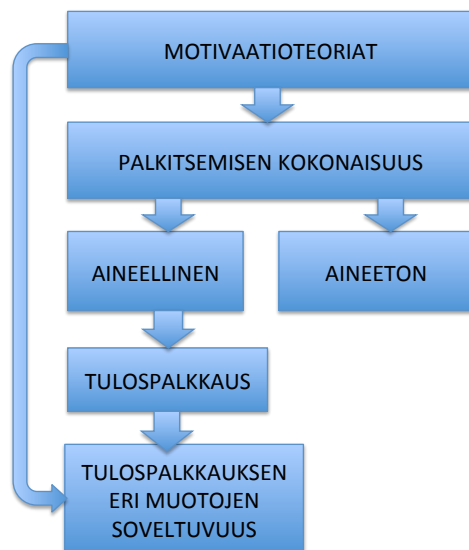 MOTIVAATIOTEORIAT
PALKITSEMISEN KOKONAISUUS
AINEELLINEN
AINEETON
TULOSPALKKAUS
TULOSPALKKAUKSEN
ERI MUOTOJEN
SOVELTUVUUS